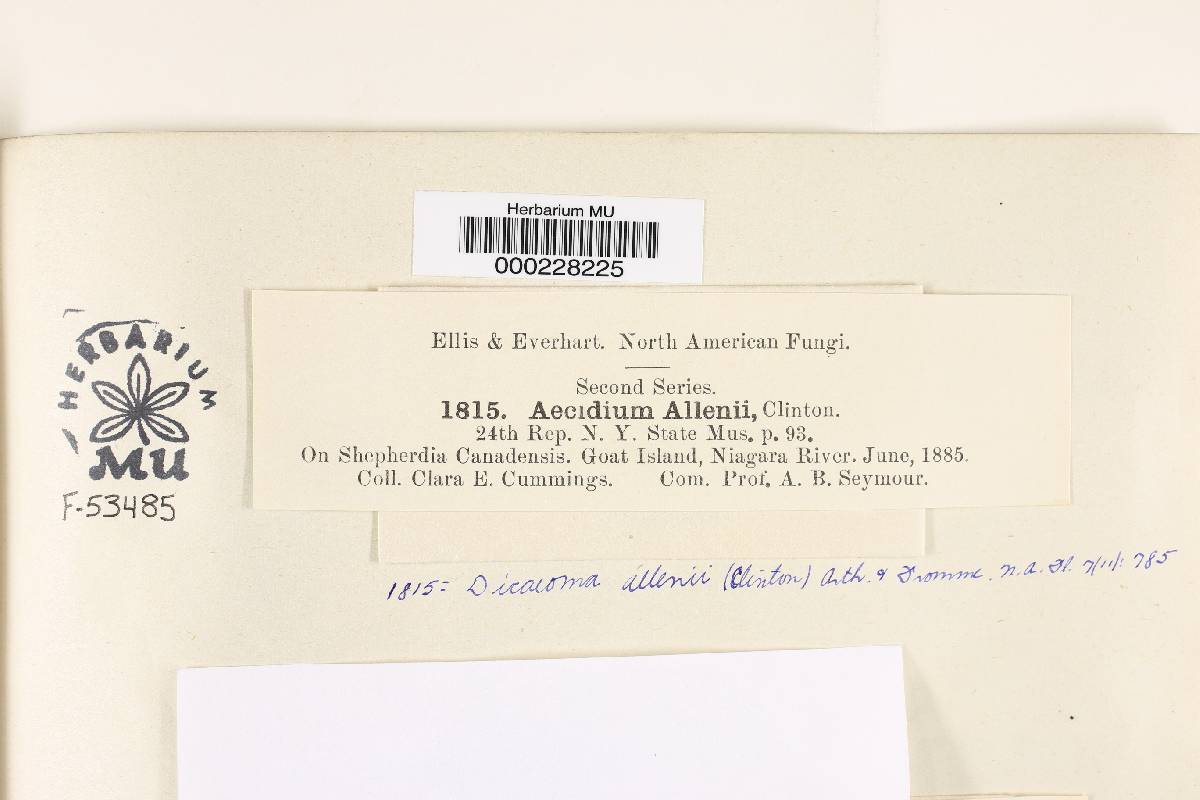 Herbarium MU
000228225
HERBARIUM
MU
F-53485
Ellis & Everhart. North American Fungi.
Second Series.
1815. Aecidium Allenii, Clinton.
24th Rep. N. Y. State Mus. p. 93.
On Shepherdia Canadensis. Goat Island, Niagara River. June, 1885.
Coll. Clara E. Cummings. Com. Prof. A. B. Seymour.
1815= Dicaeoma allenii (Clinton) Arth. & Fromme. N.A. Fl. 7(11): 785